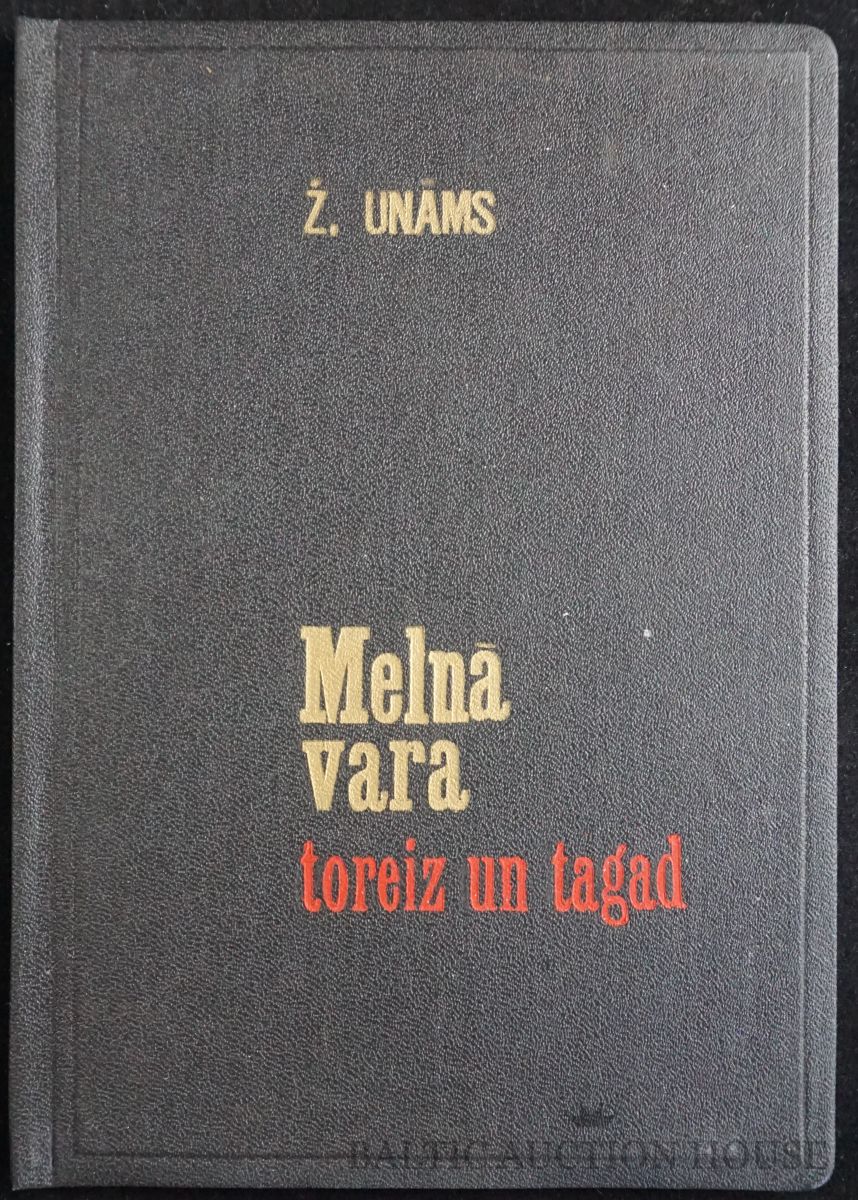 Ž. UNĀMS
Melnā
vara
toreiz un tagad
BALTIC AUCTION HOUSE